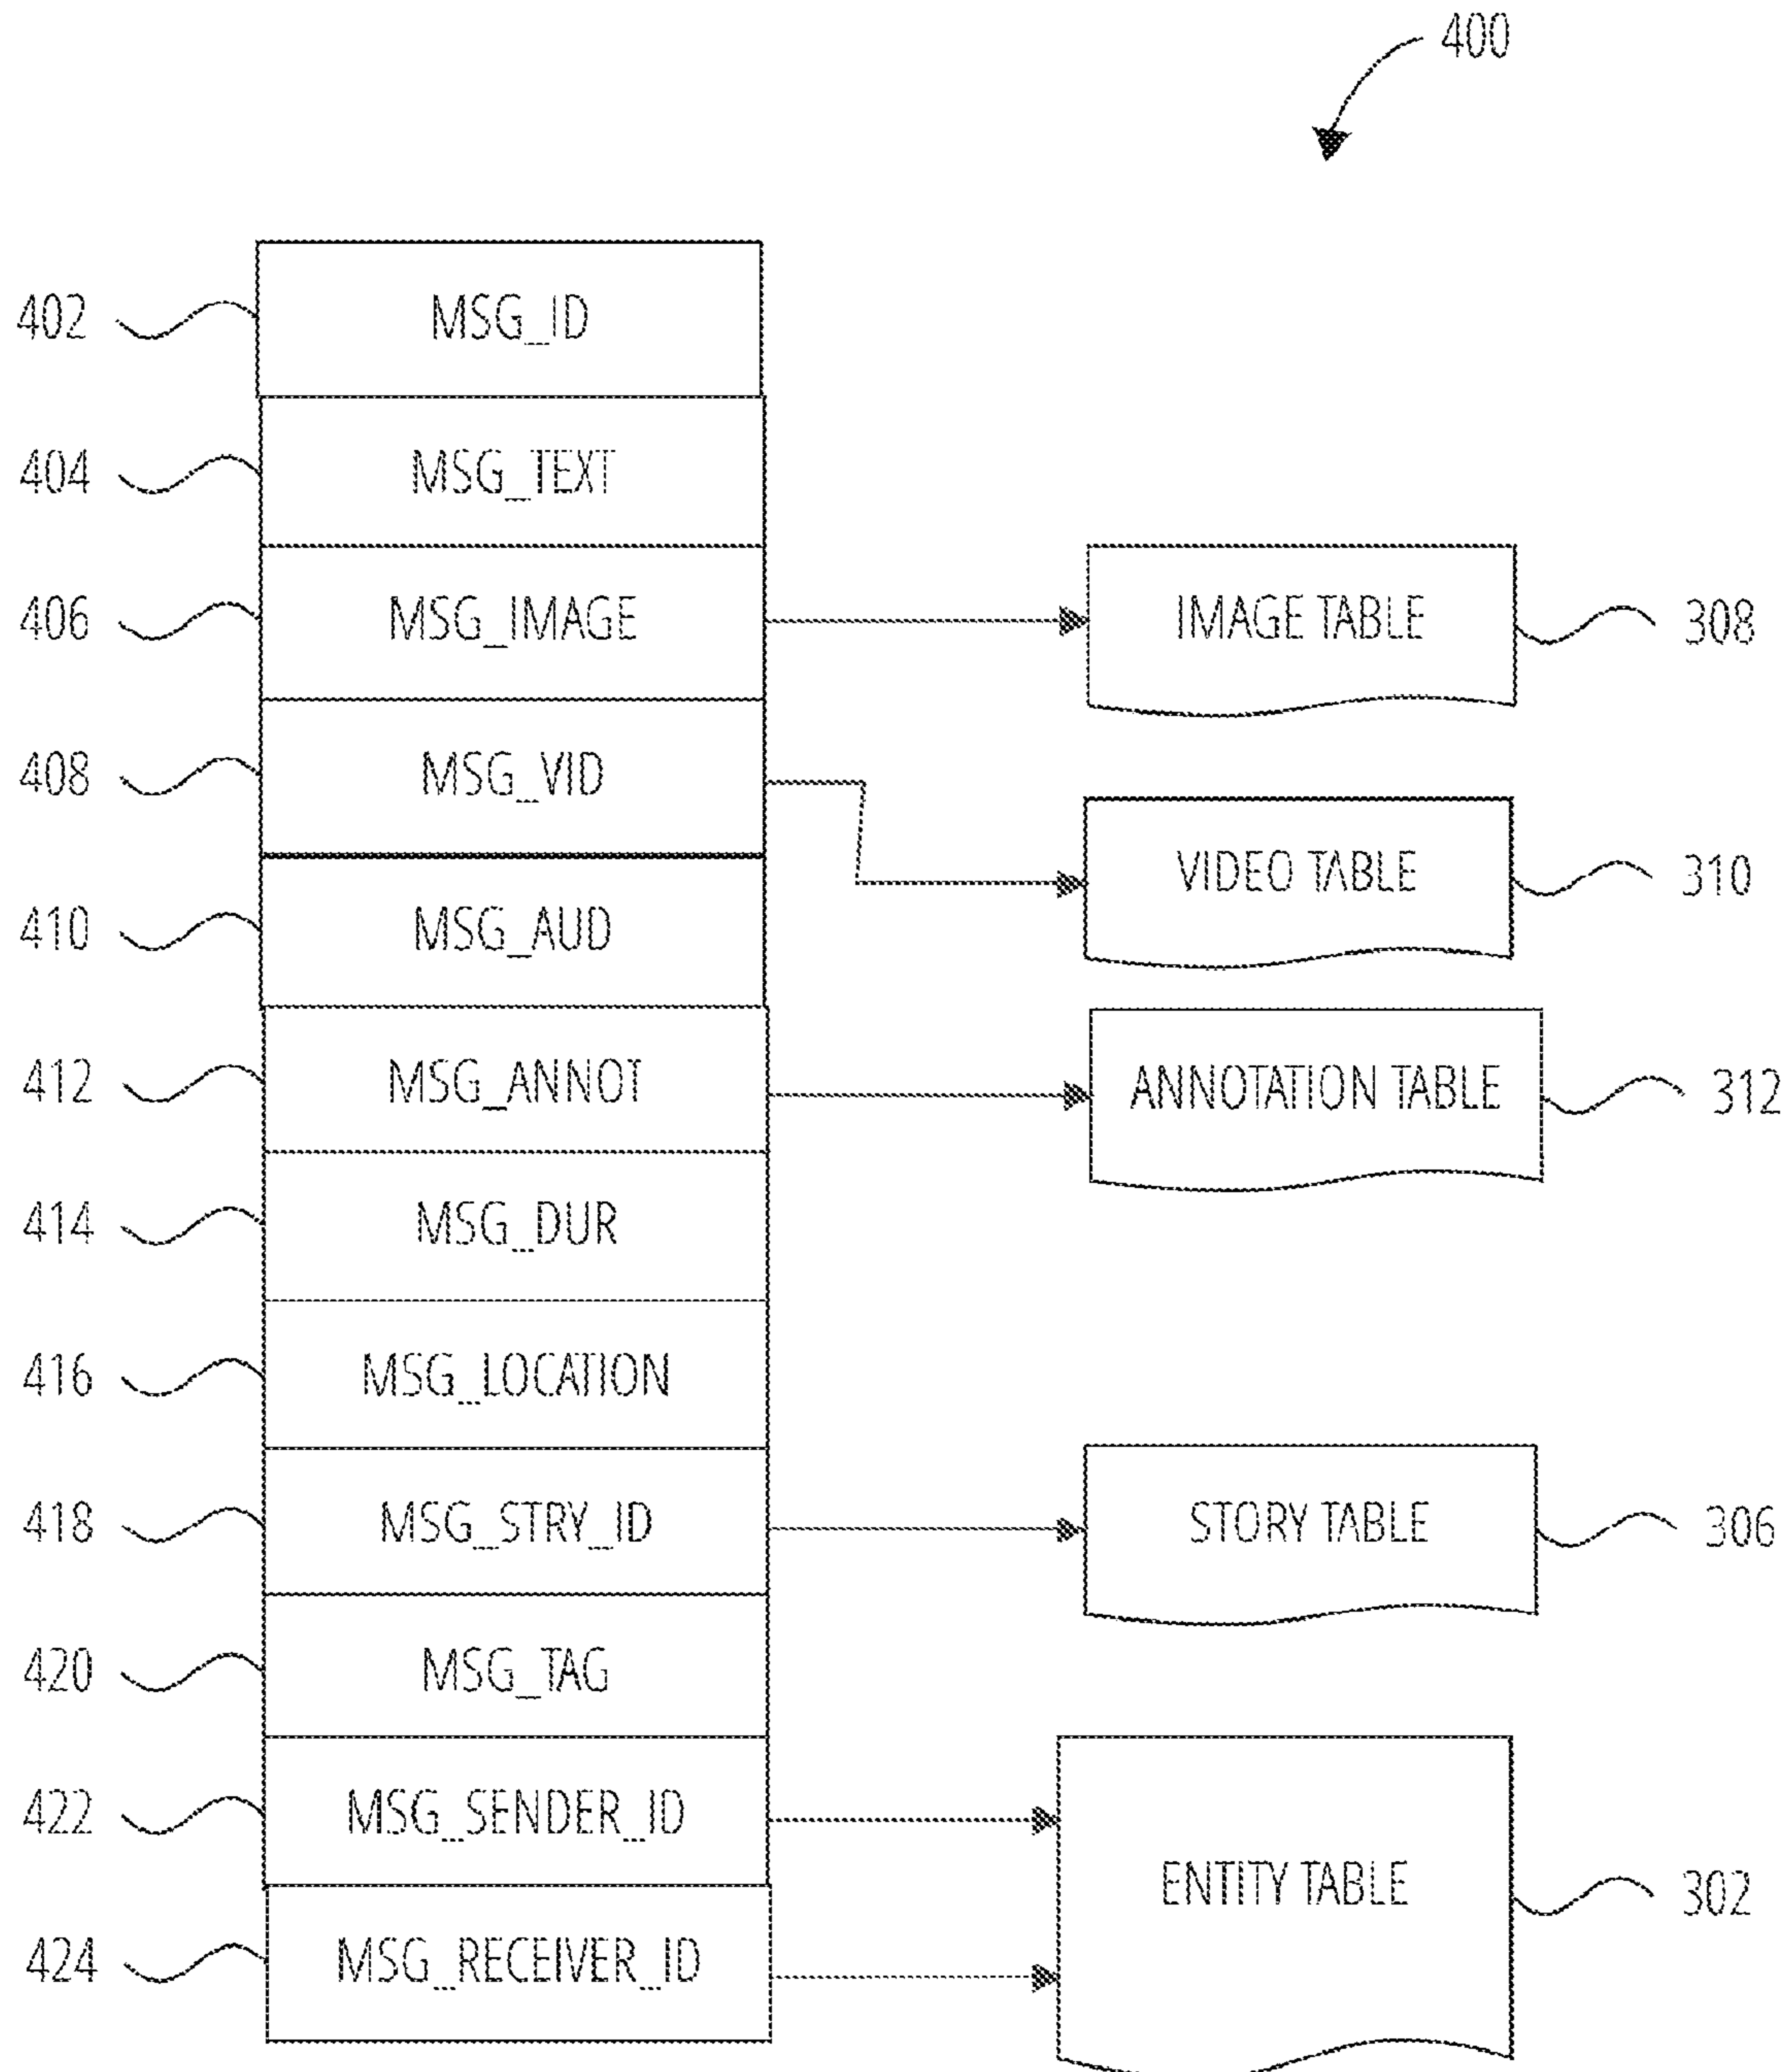 400
402 MSG_ID
404 MSG_TEXT
406 MSG_IMAGE IMAGE TABLE 308
408 MSG_VID
VIDEO TABLE 310
410 MSG_AUD
412 MSG_ANNOT ANNOTATION TABLE 312
414 MSG_DUR
416 MSG_LOCATION
418 MSG_STRY_ID STORY TABLE 306
420 MSG_TAG
422 MSG_SENDER_ID
ENTITY TABLE 302
424 MSG_RECEIVER_ID